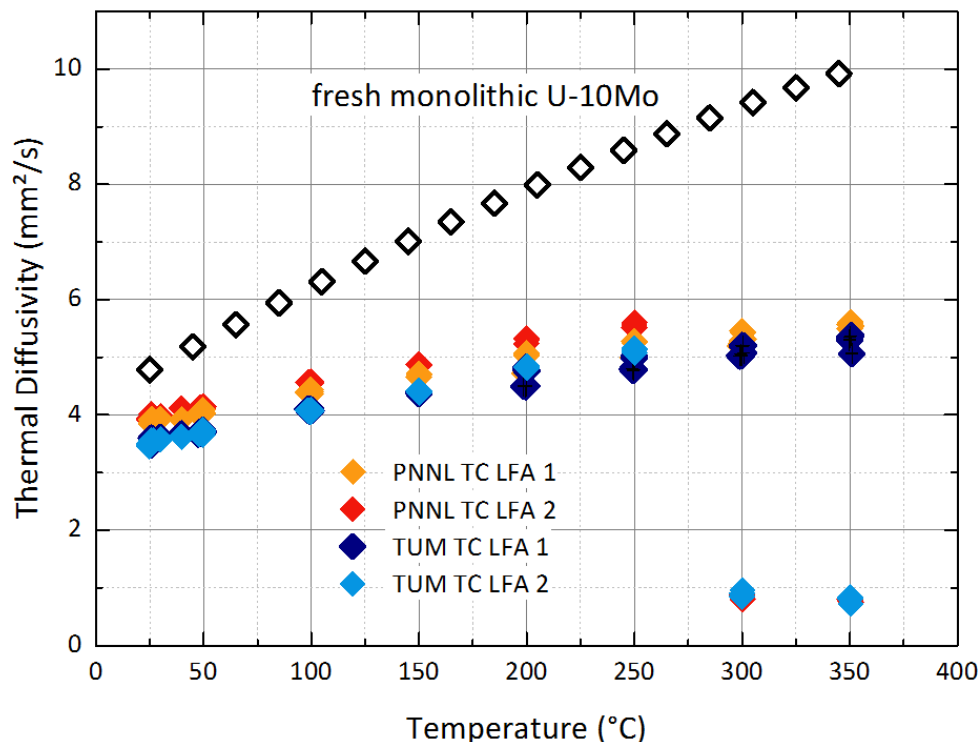 10
8
6
4
2
0
Thermal Diffusivity (mm²/s)
fresh monolithic U-10Mo
PNNL TC LFA 1
PNNL TC LFA 2
TUM TC LFA 1
TUM TC LFA 2
0 50 100 150 200 250 300 350 400
Temperature (°C)